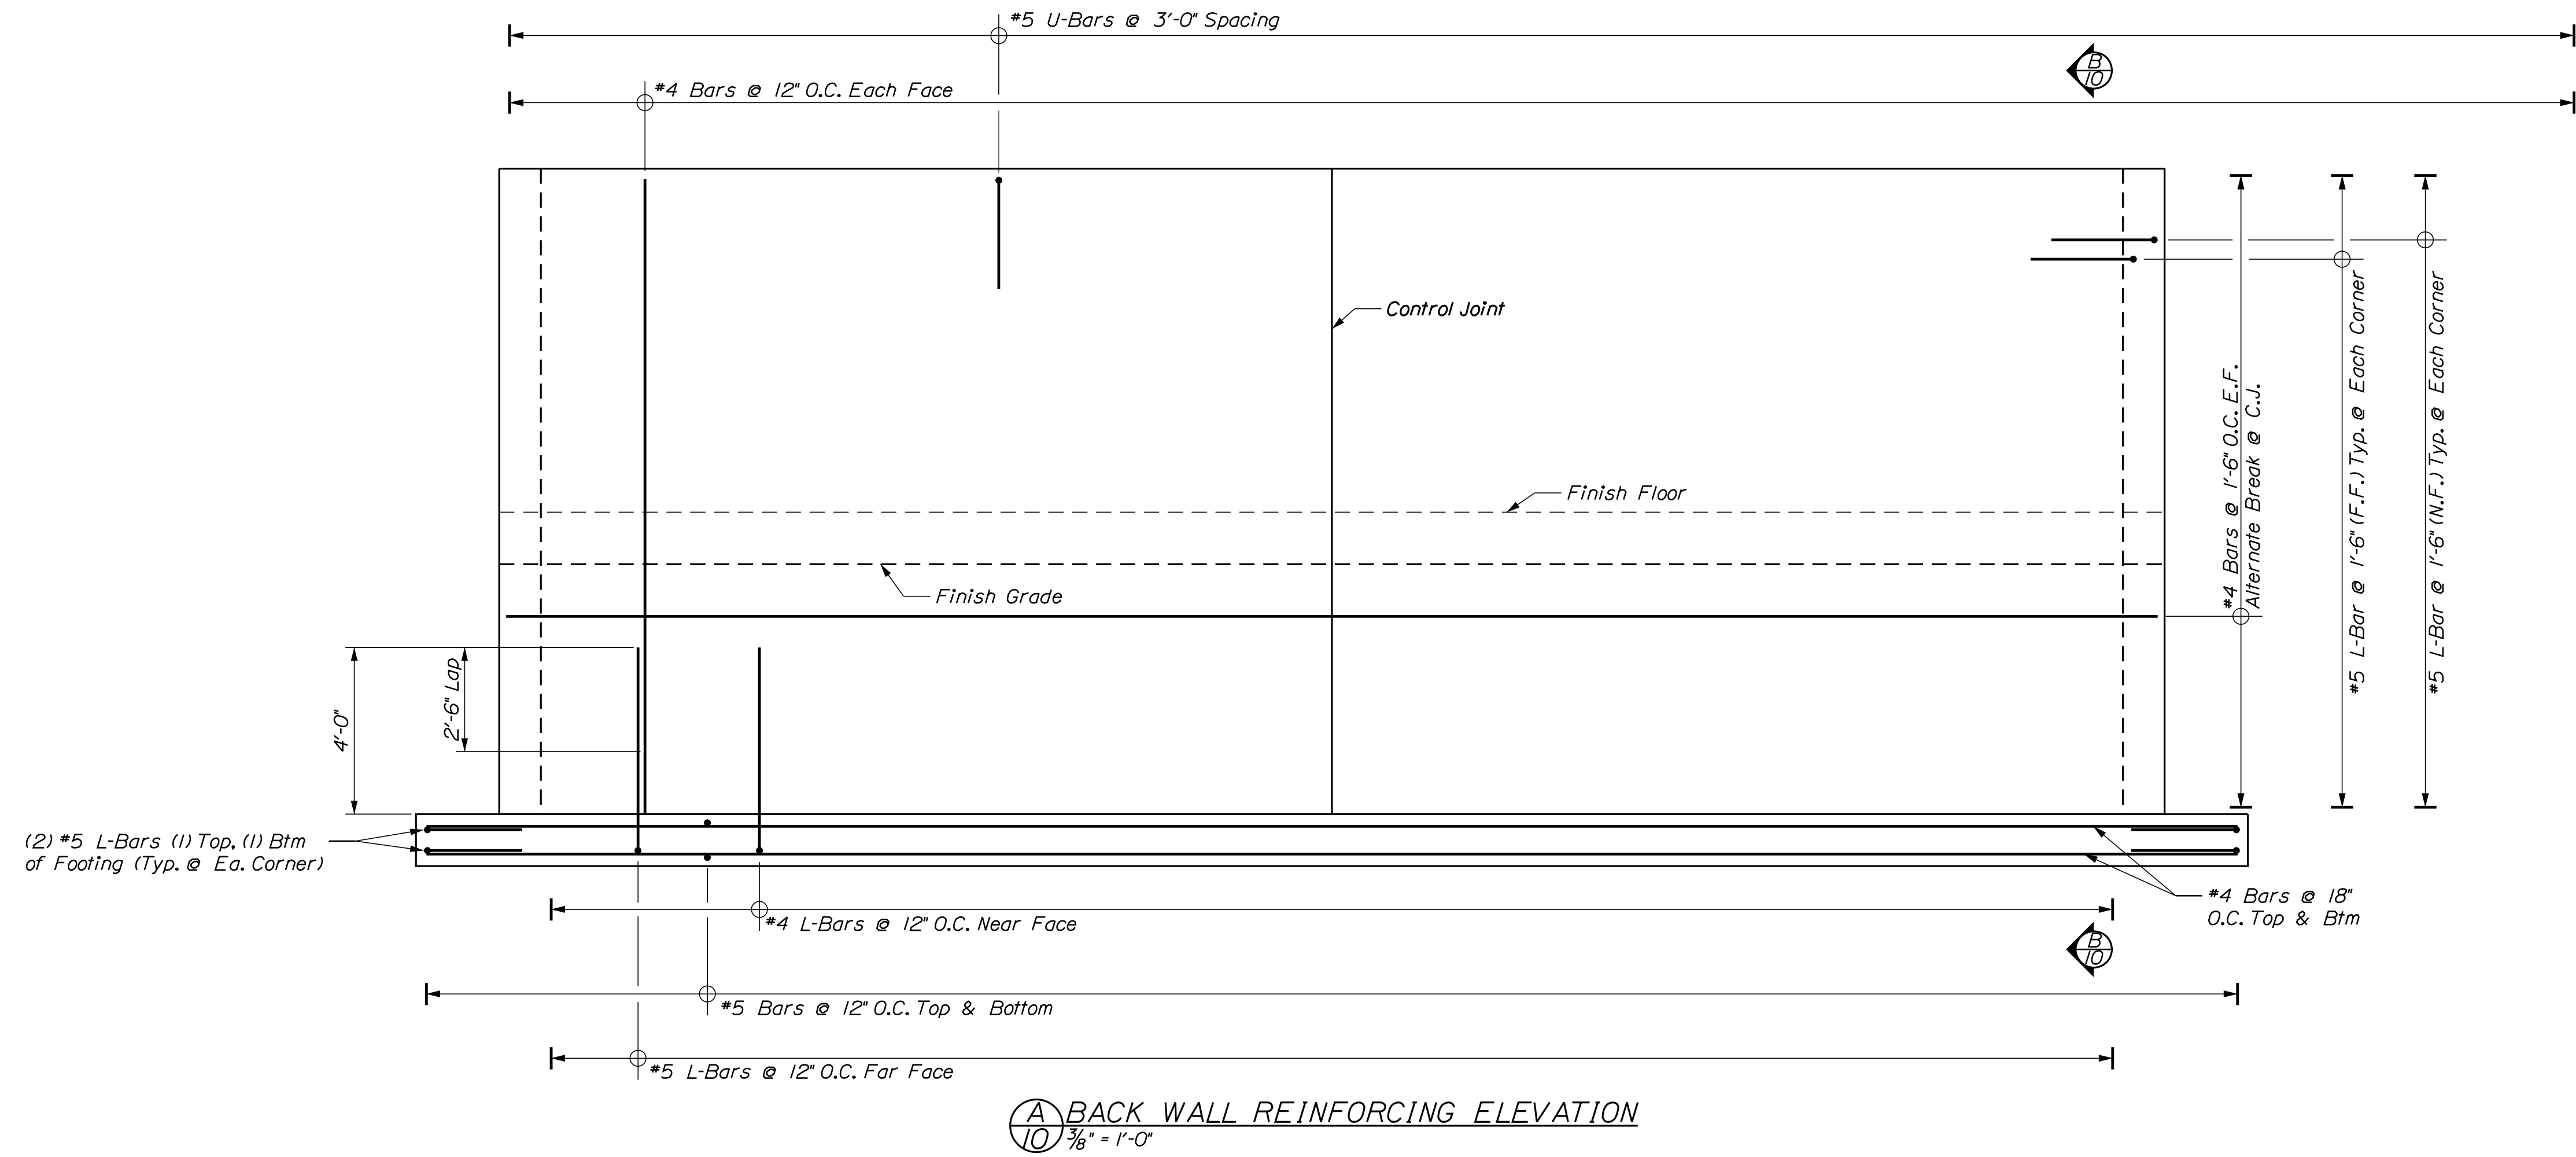 #5 U-Bars @ 3'-0" Spacing
B
10
#4 Bars @ 12" O.C. Each Face
Control Joint
#4 Bars @ 1'-6" O.C. E.F.
Alternate Break @ C.J.
#5 L-Bar @ 1'-6" (F.F.) Typ. @ Each Corner
#5 L-Bar @ 1'-6" (N.F.) Typ. @ Each Corner
Finish Floor
Finish Grade
4'-0"
2'-6" Lap
(2) #5 L-Bars (1) Top, (1) Btm
of Footing (Typ. @ Ea. Corner)
#4 Bars @ 18"
O.C. Top & Btm
#4 L-Bars @ 12" O.C. Near Face
B
10
#5 Bars @ 12" O.C. Top & Bottom
#5 L-Bars @ 12" O.C. Far Face
A
10
BACK WALL REINFORCING ELEVATION
3/8" = 1'-0"